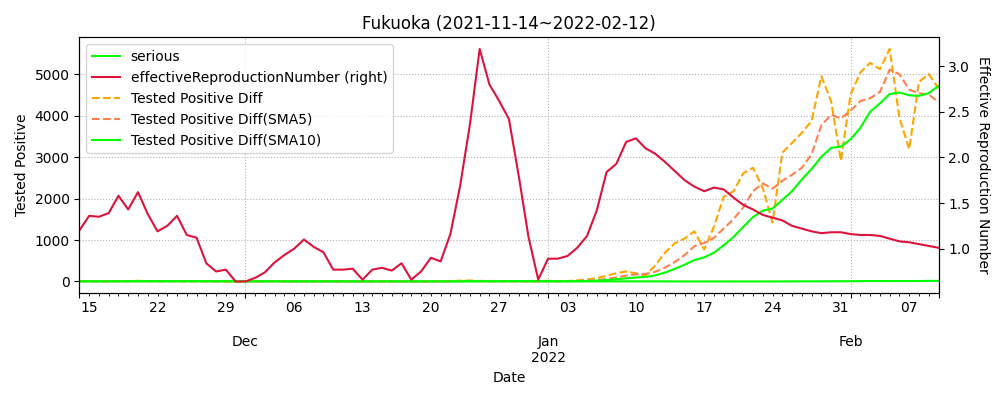 Fukuoka (2021-11-14~2022-02-12)
serious
effectiveReproductionNumber (right)
Tested Positive Diff
Tested Positive Diff(SMA5)
Tested Positive Diff(SMA10)
Tested Positive
5000
4000
3000
2000
1000
0
3.0
2.5
2.0
1.5
1.0
Effective Reproduction Number
15 22 29 06 13 20 27 03 10 17 24 31 07
Dec Jan Feb
2022
Date